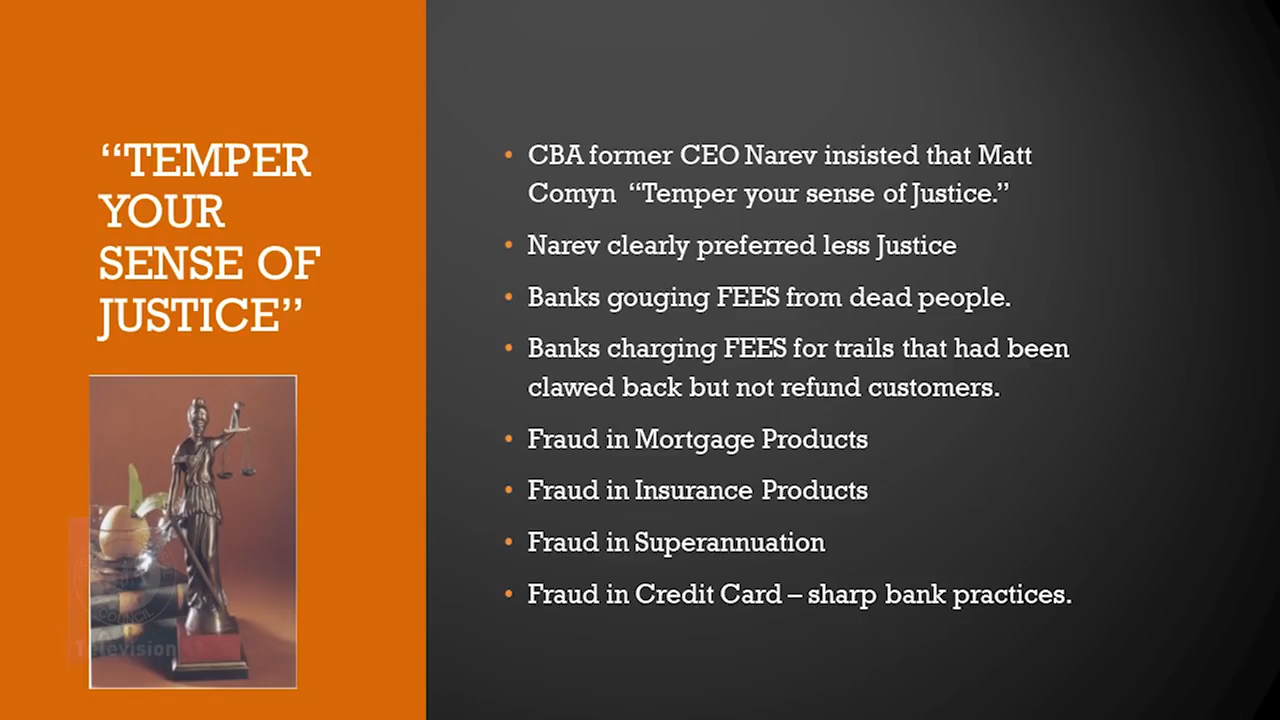 “TEMPER
YOUR
SENSE OF
JUSTICE”
• CBA former CEO Narev insisted that Matt
Comyn “Temper your sense of Justice.”
• Narev clearly preferred less Justice
• Banks gouging FEES from dead people.
• Banks charging FEES for trails that had been
clawed back but not refund customers.
• Fraud in Mortgage Products
• Fraud in Insurance Products
• Fraud in Superannuation
• Fraud in Credit Card – sharp bank practices.
COUNCIL
Television